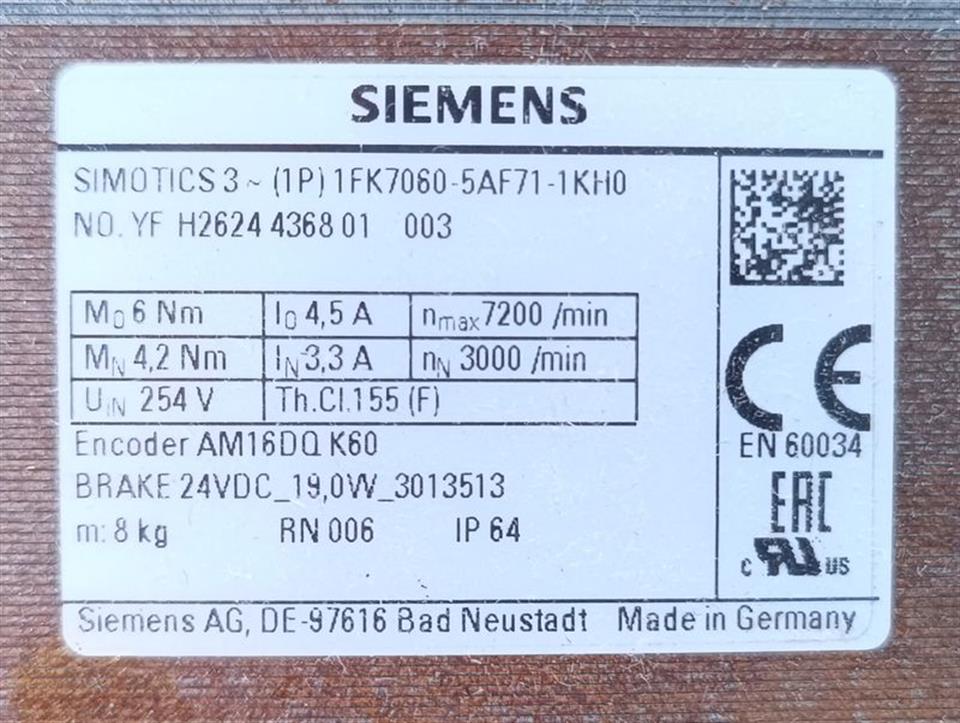 SIEMENS
SIMOTICS 3 ~ (1P) 1FK7060-5AF71-1KH0
NO. YF H2624 4368 01 003
M0 6 Nm I0 4,5 A nmax 7200 /min
MN 4,2 Nm IN 3,3 A nN 3000 /min
UIN 254 V Th.Cl.155 (F)
Encoder AM16DQ K60
BRAKE 24VDC_19,0W_3013513
m: 8 kg RN 006 IP 64
CE
EN 60034
EAC
c RU US
Siemens AG, DE-97616 Bad Neustadt Made in Germany